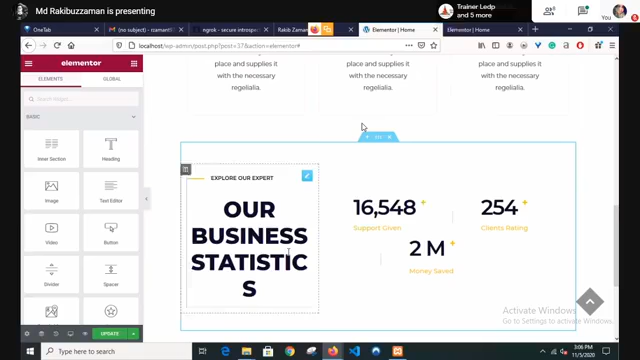 Md Rakibuzzaman is presenting
Trainer Ledp
and 5 more
OneTab
(no subject) - rzamant
ngrok - secure introspe
Rakib Zaman
Elementor | Home
Elementor | Home
localhost/wp-admin/post.php?post=37&action=elementor#
elementor
ELEMENTS
GLOBAL
Search Widget...
BASIC
Inner Section
Heading
Image
Text Editor
Video
Button
Divider
Spacer
UPDATE
place and supplies it
with the necessary
regelialia.
place and supplies it
with the necessary
regelialia.
place and supplies it
with the necessary
regelialia.
EXPLORE OUR EXPERT
OUR
BUSINESS
STATISTIC
S
16,548 +
Support Given
254 +
Clients Rating
2 M +
Money Saved
Activate Windows
Go to Settings to activate Windows.
Type here to search
3:06 PM
11/5/2020